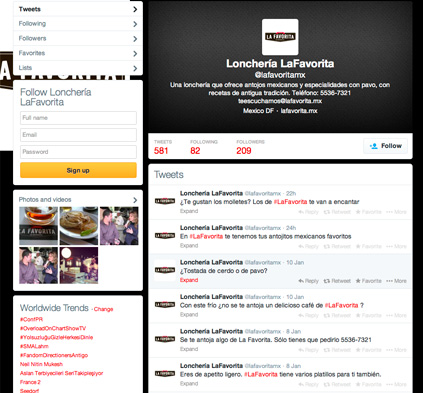 Tweets
Following
Followers
Favorites
Lists
LA FAVORITA
Follow Lonchería
LaFavorita
Full name
Email
Password
Sign up
Photos and videos
LA FAVORITA
Worldwide Trends · Change
#ConfPR
#OverloadOnChartShowTV
#YolsuzluğuGizleHerkesiDinle
#SMALahm
#FandomDirectionersAntigo
Neil Nitin Mukesh
Aslan Terbiyecileri SeriTakipleşiyor
France 2
Seedorf
LA FAVORITA
Lonchería LaFavorita
@lafavoritamx
Una lonchería que ofrece antojos mexicanos y especialidades con pavo, con
recetas de antigua tradición. Teléfono: 5536-7321
teescuchamos@lafavorita.mx
Mexico DF · lafavorita.mx
TWEETS FOLLOWING FOLLOWERS
581 82 209
Follow
Tweets
Lonchería LaFavorita @lafavoritamx · 22h
¿Te gustan los molletes? Los de #LaFavorita te van a encantar
Expand Reply Retweet Favorite More
Lonchería LaFavorita @lafavoritamx · 24h
En #LaFavorita te tenemos tus antojitos mexicanos favoritos
Expand Reply Retweet Favorite More
Lonchería LaFavorita @lafavoritamx · 10 Jan
¿Tostada de cerdo o de pavo?
Expand Reply Retweet Favorite More
Lonchería LaFavorita @lafavoritamx · 10 Jan
Con este frío ¿no se te antoja un delicioso café de #LaFavorita ?
Expand Reply Retweet Favorite More
Lonchería LaFavorita @lafavoritamx · 8 Jan
Se te antoja algo de La Favorita. Sólo tienes que pedirlo 5536-7321
Expand Reply Retweet Favorite More
Lonchería LaFavorita @lafavoritamx · 8 Jan
Eres de apetito ligero. #LaFavorita tiene varios platillos para ti también.
Expand Reply Retweet Favorite More